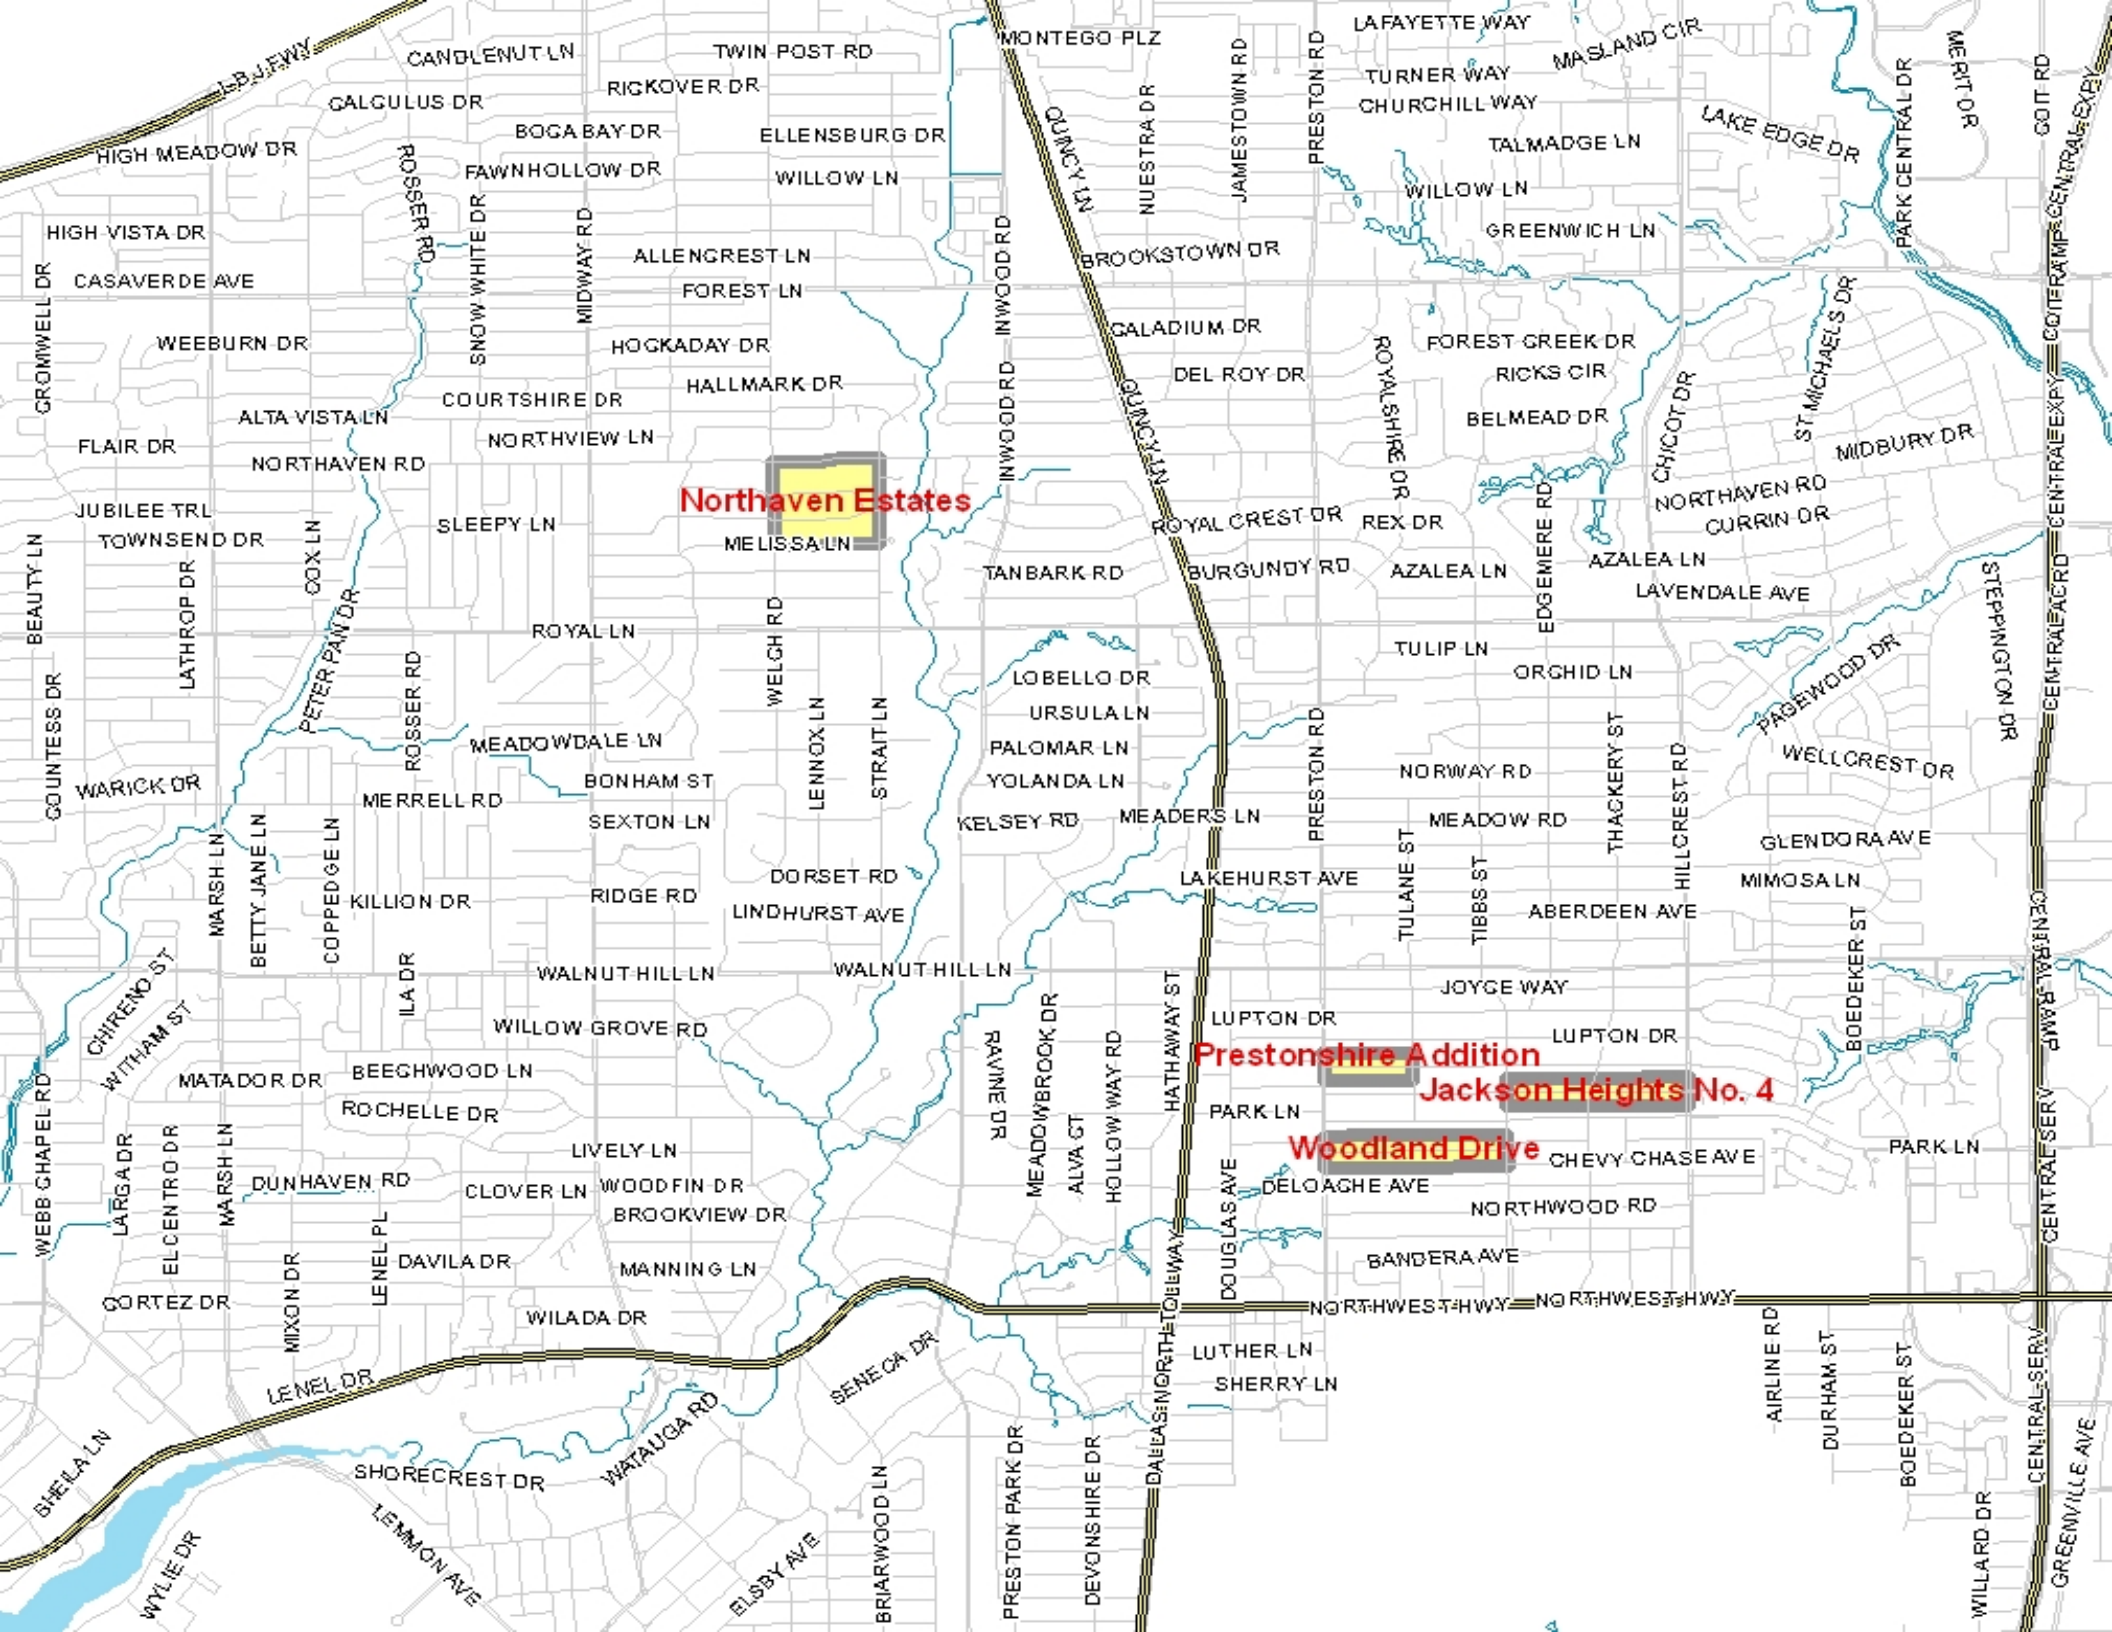 MONTEGO PLZ
LAFAYETTE WAY
MASLAND CIR
CANDLENUT LN
TWIN POST RD
L B J FWY
RICKOVER DR
TURNER WAY
CALCULUS DR
CHURCHILL WAY
MERIT DR
COIT RD
JAMESTOWN RD
PRESTON RD
NUESTRA DR
QUINCY LN
BOCA BAY DR
ELLENSBURG DR
LAKE EDGE DR
PARK CENTRAL DR
CENTRAL EXPY
TALMADGE LN
HIGH MEADOW DR
ROSSER RD
FAWNHOLLOW DR
WILLOW LN
WILLOW LN
HIGH VISTA DR
SNOW WHITE DR
MIDWAY RD
INWOOD RD
GREENWICH LN
ALLENCREST LN
BROOKSTOWN DR
CASAVERDE AVE
FOREST LN
CROMWELL DR
CALADIUM DR
WEEBURN DR
HOCKADAY DR
FOREST CREEK DR
ST MICHAELS DR
DEL ROY DR
RICKS CIR
HALLMARK DR
COURTSHIRE DR
INWOOD RD
QUINCY LN
ROYALSHIRE DR
BELMEAD DR
CHICOT DR
ALTA VISTA LN
FLAIR DR
NORTHVIEW LN
MIDBURY DR
NORTHAVEN RD
CENTRAL EXPY
Northaven Estates
NORTHAVEN RD
JUBILEE TRL
SLEEPY LN
ROYAL CREST DR
REX DR
CURRIN DR
TOWNSEND DR
MELISSA LN
EDGEMERE RD
COX LN
BEAUTY LN
LATHROP DR
TANBARK RD
BURGUNDY RD
AZALEA LN
AZALEA LN
LAVENDALE AVE
STEPPINGTON DR
PETER PAN DR
ROYAL LN
WELCH RD
TULIP LN
ORCHID LN
PAGEWOOD DR
COUNTESS DR
ROSSER RD
LOBELLO DR
CENTRAL EXPY
LENNOX LN
STRAIT LN
URSULA LN
PRESTON RD
THACKERY ST
HILLCREST RD
MEADOWDALE LN
PALOMAR LN
WELLCREST DR
WARICK DR
BONHAM ST
YOLANDA LN
NORWAY RD
MERRELL RD
SEXTON LN
KELSEY RD
MEADERS LN
MEADOW RD
GLENDORA AVE
MARSH LN
BETTY JANE LN
COPPEDGE LN
DORSET RD
LAKEHURST AVE
TULANE ST
TIBBS ST
MIMOSA LN
KILLION DR
RIDGE RD
LINDHURST AVE
ABERDEEN AVE
BOEDEKER ST
CHIRENO ST
ILA DR
WALNUT HILL LN
WALNUT HILL LN
HATHAWAY ST
JOYCE WAY
WITHAM ST
WILLOW GROVE RD
RAVINE DR
MEADOWBROOK DR
HOLLOW WAY RD
LUPTON DR
LUPTON DR
Prestonshire Addition
MATADOR DR
BEECHWOOD LN
Jackson Heights No. 4
WEBB CHAPEL RD
ROCHELLE DR
PARK LN
LARGA DR
ELCENTRO DR
MARSH LN
LIVELY LN
ALVA CT
Woodland Drive
CHEVY CHASE AVE
PARK LN
CENTRAL SERV
DUNHAVEN RD
CLOVER LN
WOODFIN DR
DOUGLAS AVE
DELOACHE AVE
BROOKVIEW DR
NORTHWOOD RD
LENEL PL
DAVILA DR
MANNING LN
BANDERA AVE
MIXON DR
CORTEZ DR
WILADA DR
DALLAS NORTH TOLLWAY
NORTHWEST HWY
NORTHWEST HWY
LENEL DR
SENECA DR
LUTHER LN
AIRLINE RD
DURHAM ST
BOEDEKER ST
CENTRAL SERV
SHERRY LN
WATAUGA RD
SHEILA LN
SHORECREST DR
PRESTON PARK DR
DEVONSHIRE DR
GREENVILLE AVE
WYLIE DR
LEMMON AVE
ELSBY AVE
BRIARWOOD LN
WILLARD DR